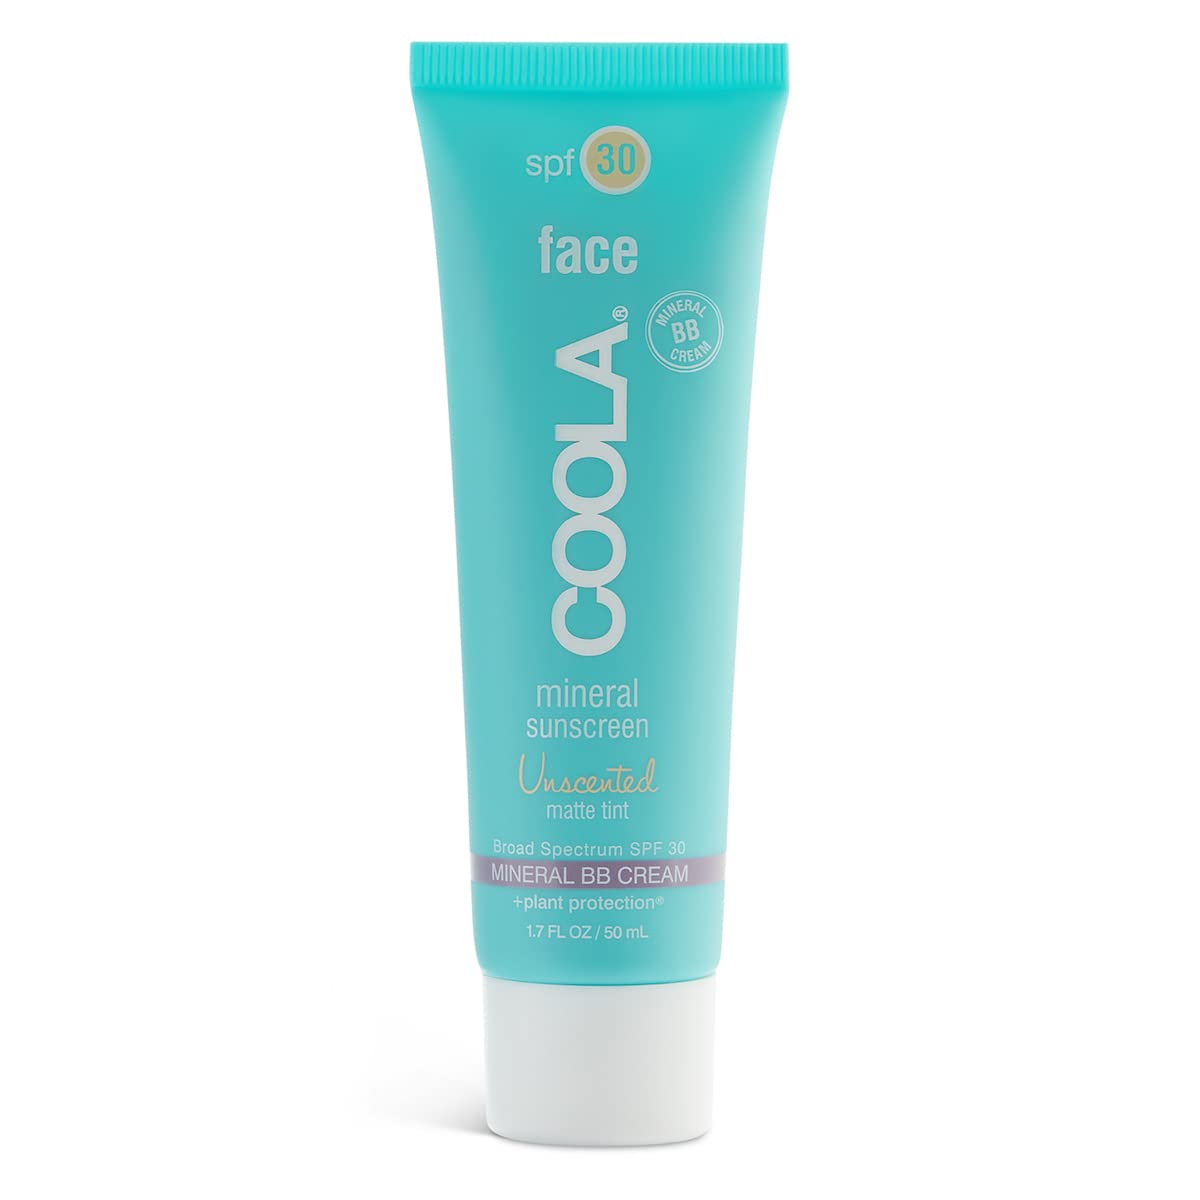 spf 30
face
COOLA®
MINERAL
BB
CREAM
mineral
sunscreen
Unscented
matte tint
Broad Spectrum SPF 30
MINERAL BB CREAM
+plant protection®
1.7 FL OZ / 50 mL